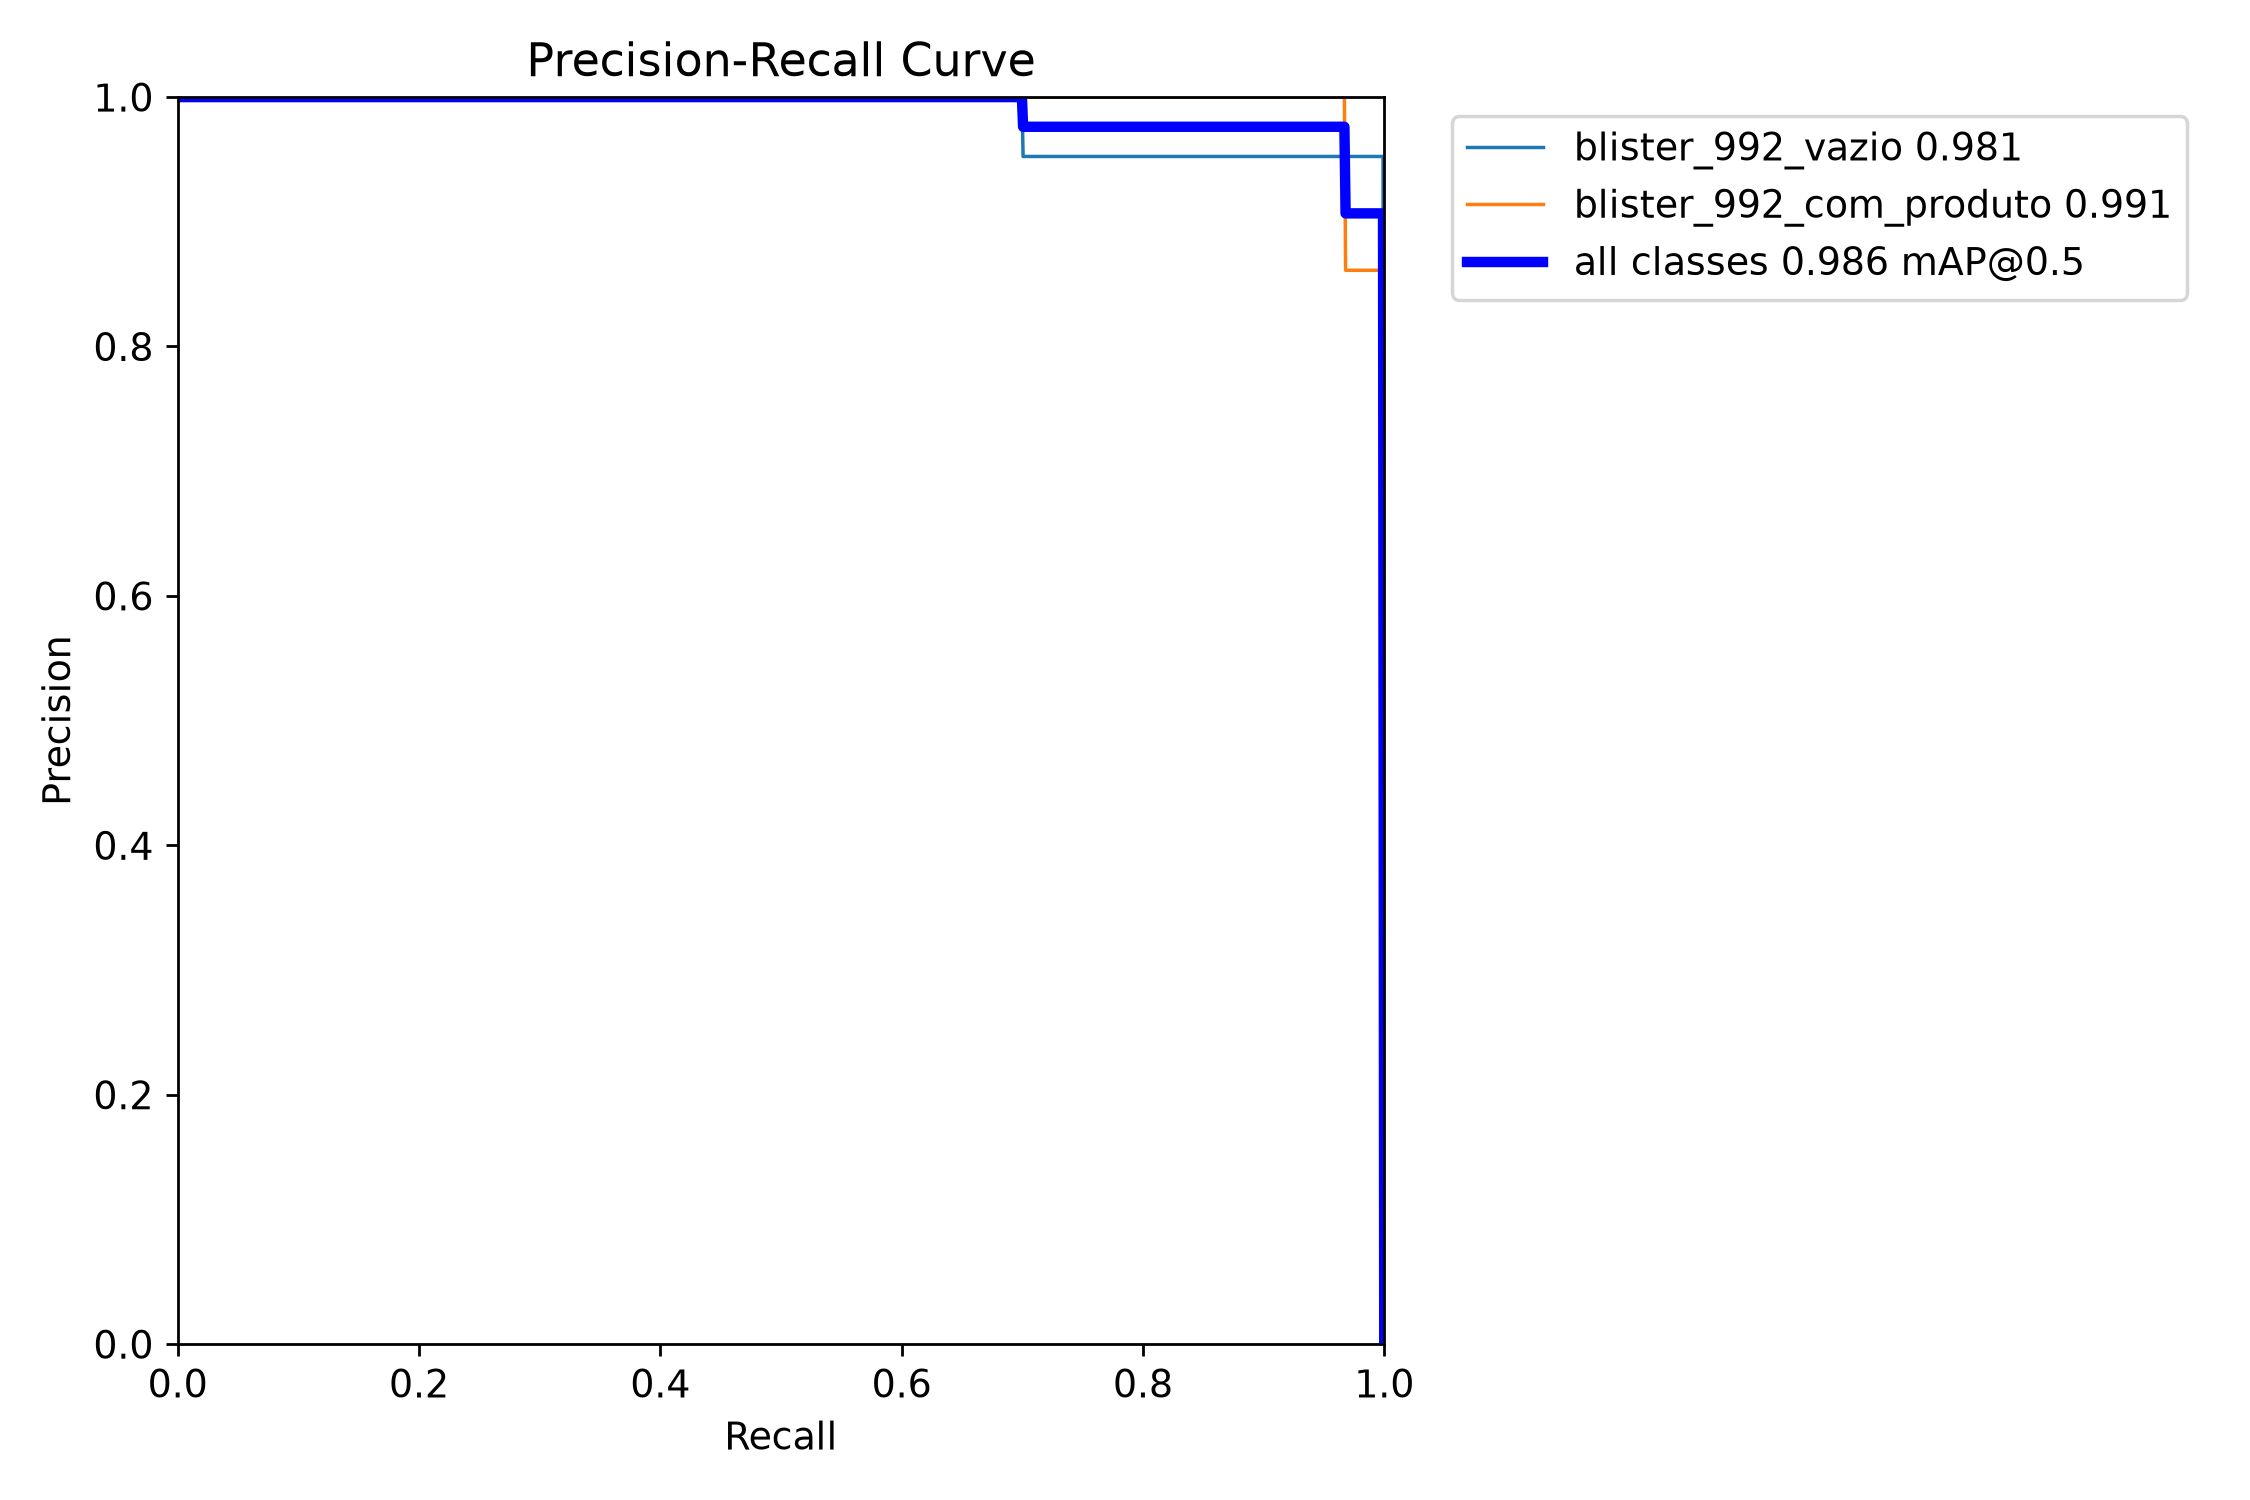 Precision-Recall Curve
1.0
0.8
0.6
0.4
0.2
0.0
Precision
0.0 0.2 0.4 0.6 0.8 1.0
Recall
blister_992_vazio 0.981
blister_992_com_produto 0.991
all classes 0.986 mAP@0.5